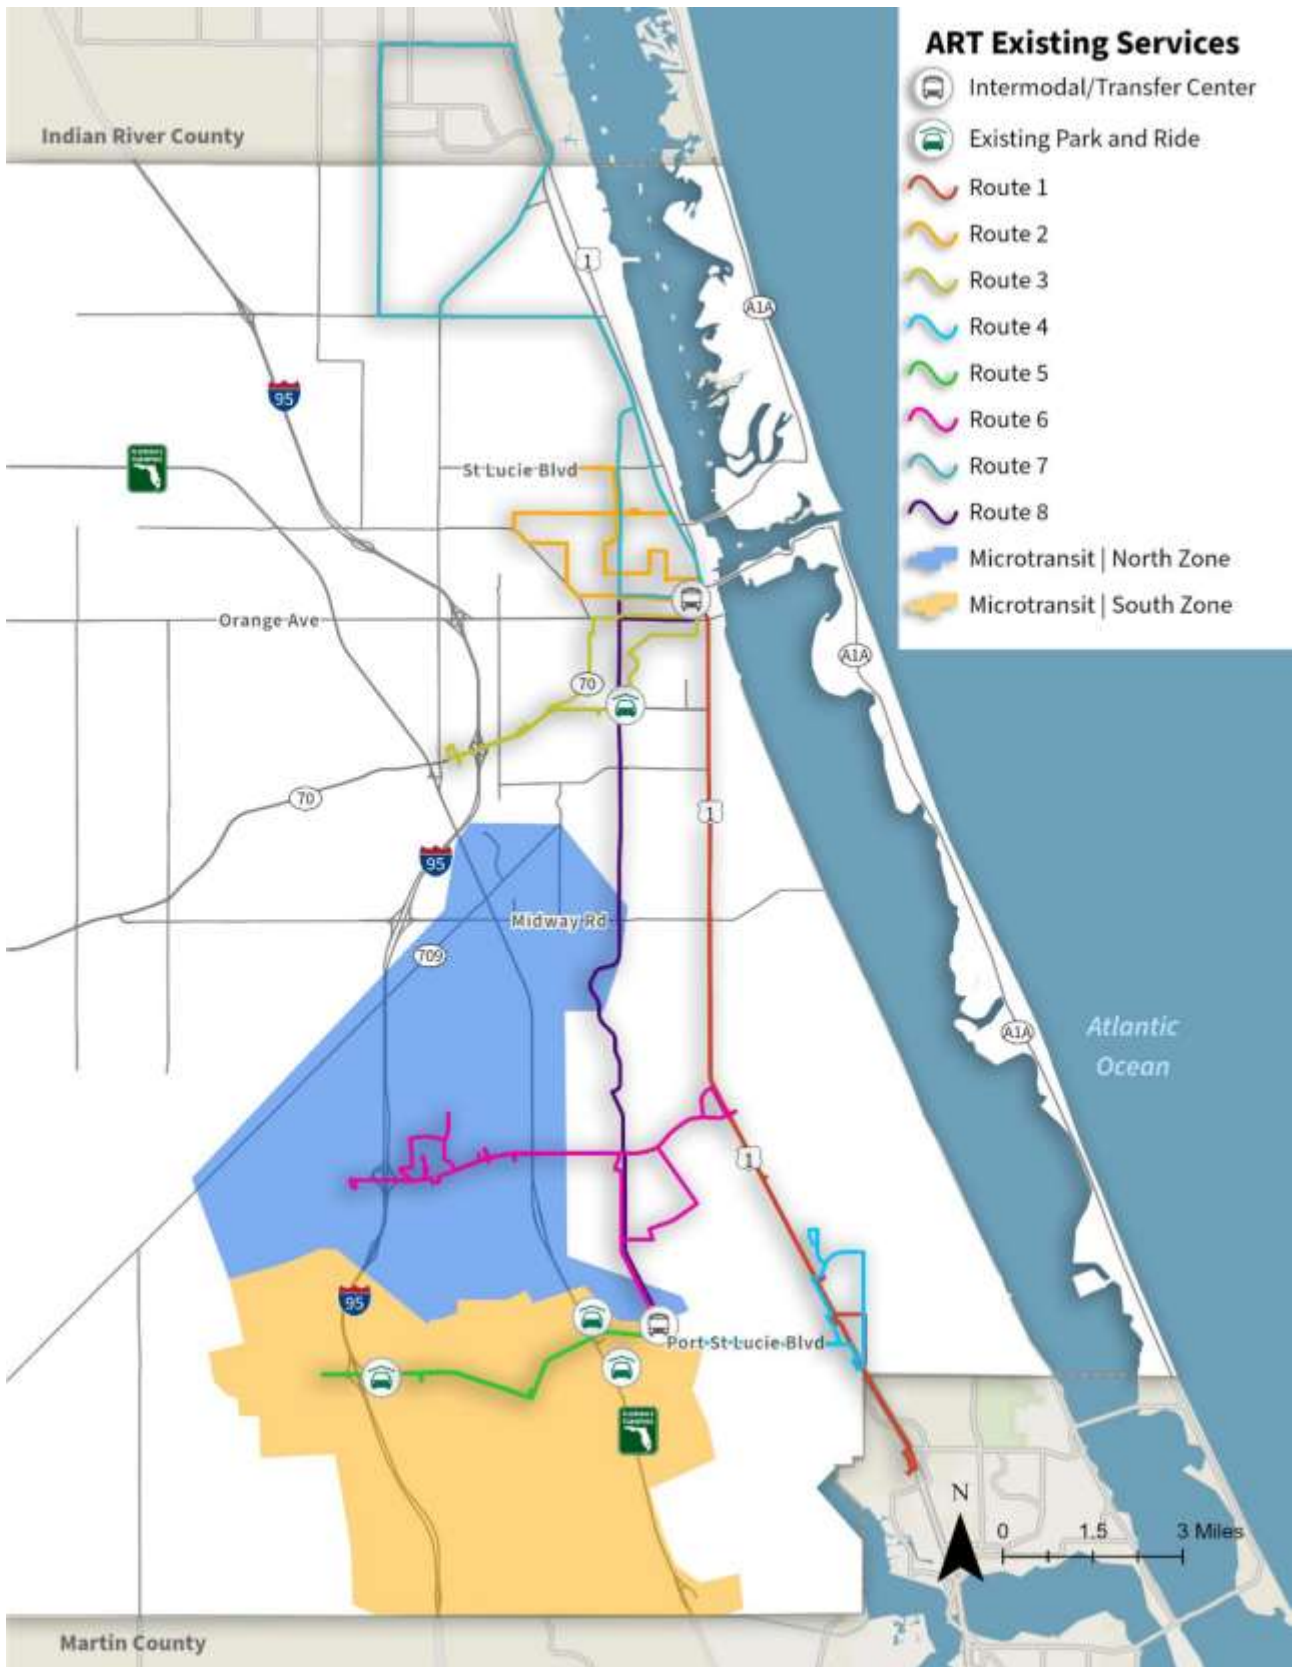 ART Existing Services
Intermodal/Transfer Center
Existing Park and Ride
Route 1
Route 2
Route 3
Route 4
Route 5
Route 6
Route 7
Route 8
Microtransit | North Zone
Microtransit | South Zone
Indian River County
1
A1A
95
St Lucie Blvd
Orange Ave
A1A
70
70
1
95
Midway Rd
709
Atlantic
Ocean
A1A
1
95
Port St Lucie Blvd
N
0 1.5 3 Miles
Martin County